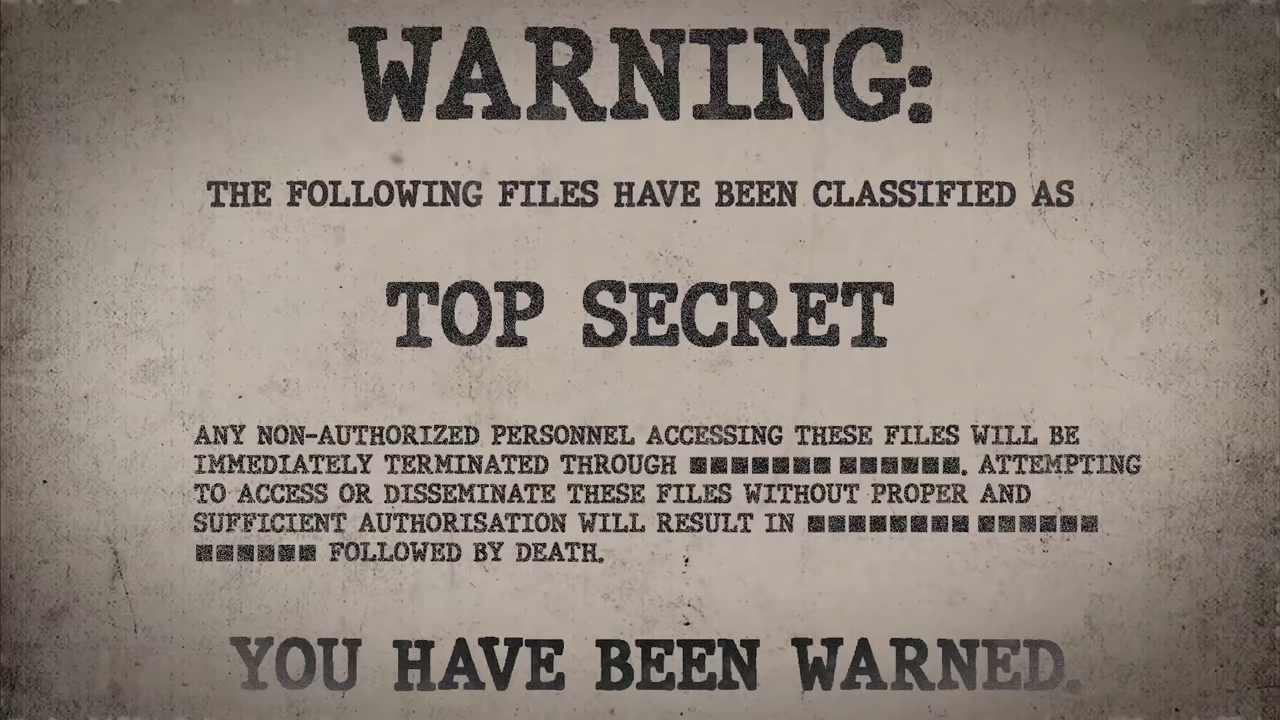 WARNING:
THE FOLLOWING FILES HAVE BEEN CLASSIFIED AS
TOP SECRET
ANY NON-AUTHORIZED PERSONNEL ACCESSING THESE FILES WILL BE
IMMEDIATELY TERMINATED THROUGH ■■■■■■■ ■■■■■■. ATTEMPTING
TO ACCESS OR DISSEMINATE THESE FILES WITHOUT PROPER AND
SUFFICIENT AUTHORISATION WILL RESULT IN ■■■■■■■■ ■■■■■■
■■■■■■ FOLLOWED BY DEATH.
YOU HAVE BEEN WARNED.